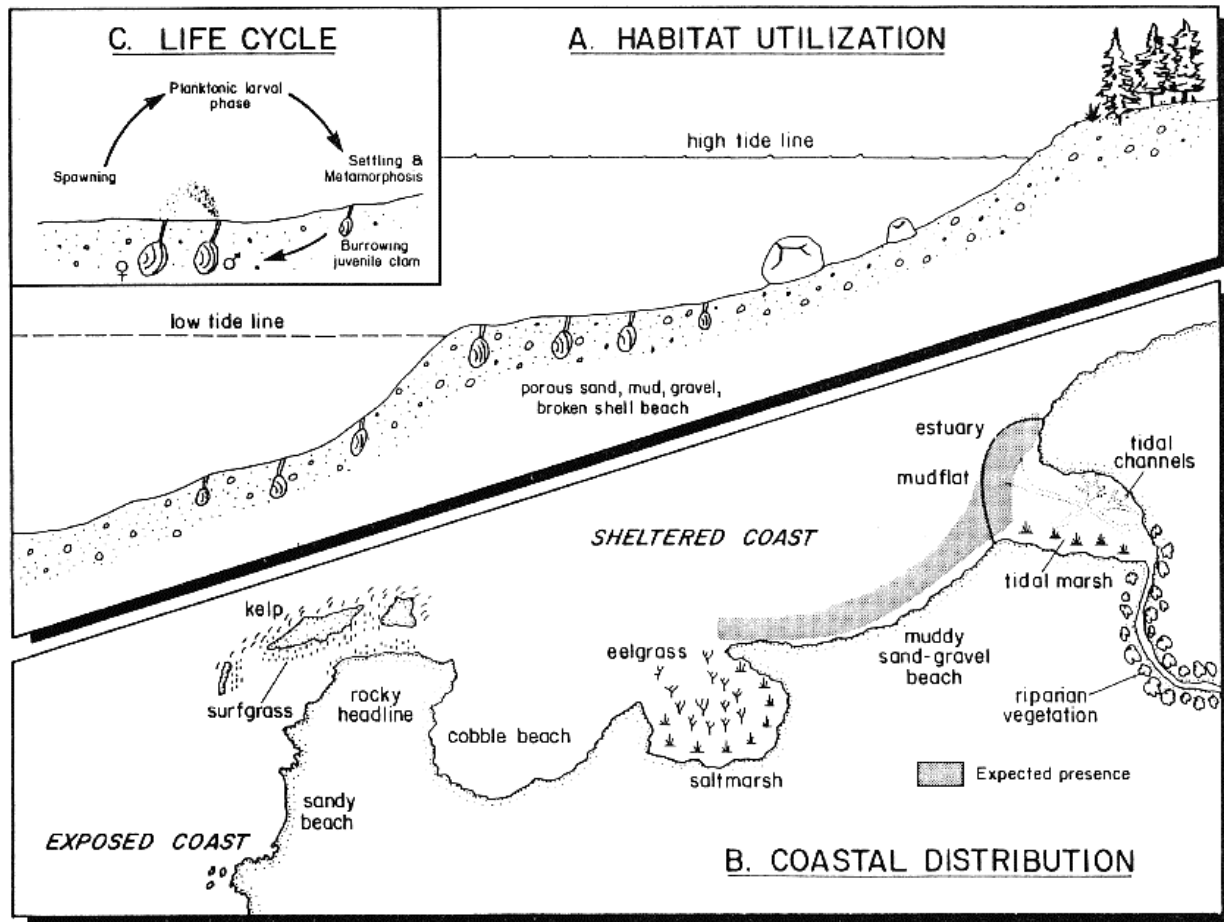 C. LIFE CYCLE
Planktonic larval
phase
Spawning
Settling &
Metamorphosis
Burrowing
juvenile clam
♀
♂
A. HABITAT UTILIZATION
high tide line
low tide line
porous sand, mud, gravel,
broken shell beach
estuary
mudflat
tidal
channels
SHELTERED COAST
tidal marsh
kelp
eelgrass
muddy
sand-gravel
beach
surfgrass
rocky
headline
riparian
vegetation
cobble beach
saltmarsh
Expected presence
sandy
beach
EXPOSED COAST
B. COASTAL DISTRIBUTION